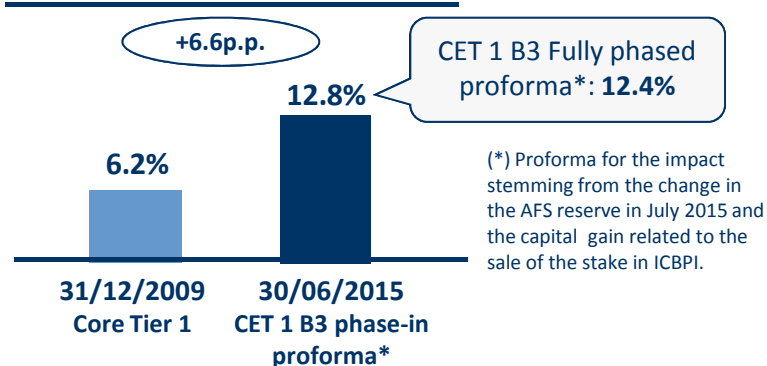 +6.6p.p.
CET 1 B3 Fully phased
proforma*: 12.4%
12.8%
6.2%
(*) Proforma for the impact
stemming from the change in
the AFS reserve in July 2015 and
the capital gain related to the
sale of the stake in ICBPI.
31/12/2009
Core Tier 1
30/06/2015
CET 1 B3 phase-in
proforma*